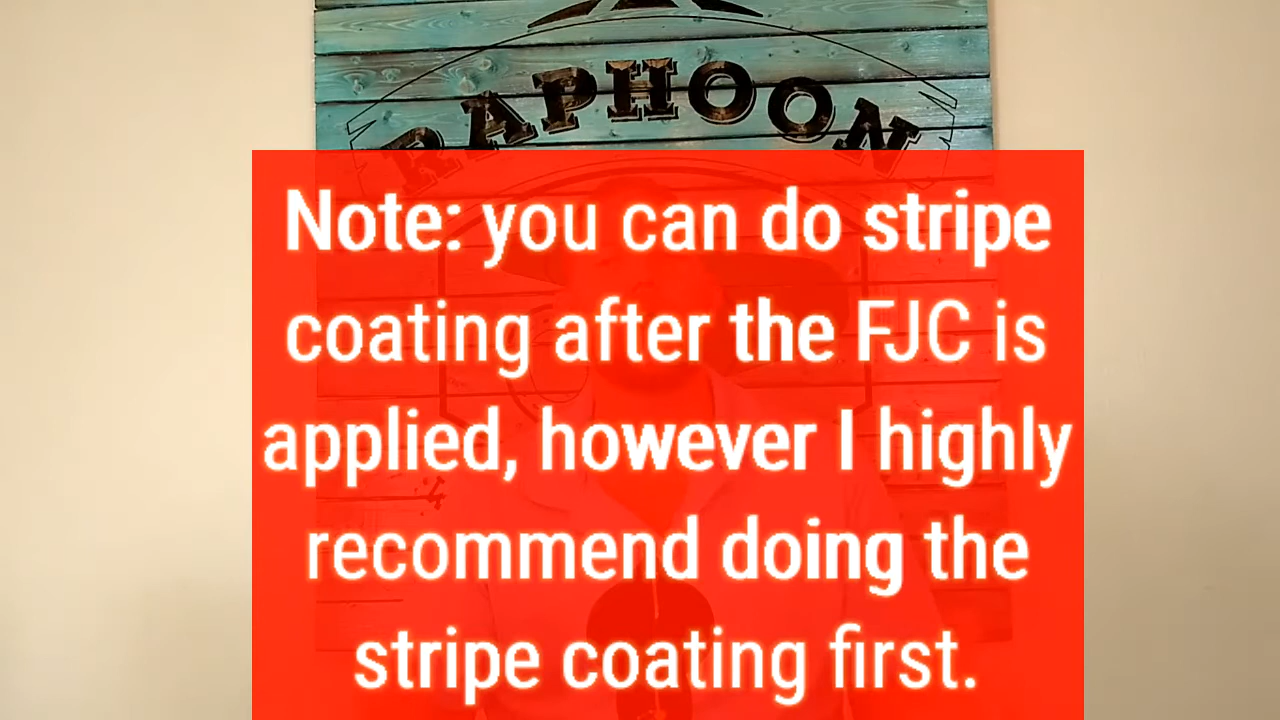 RAPHOON
Note: you can do stripe
coating after the FJC is
applied, however I highly
recommend doing the
stripe coating first.